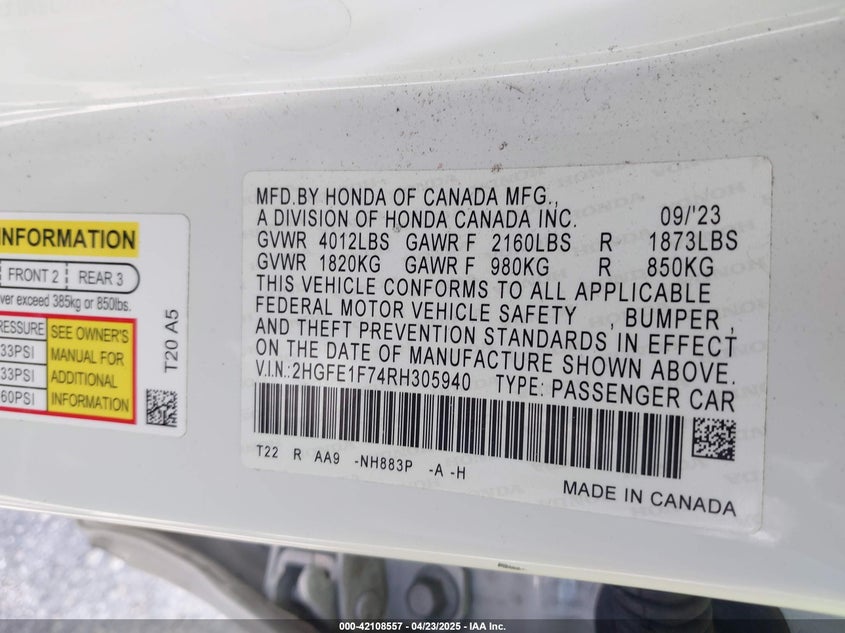 INFORMATION
FRONT 2 REAR 3
ver exceed 385kg or 850lbs.
RESSURE
33PSI
33PSI
60PSI
SEE OWNER'S
MANUAL FOR
ADDITIONAL
INFORMATION
T20 A5
MFD.BY HONDA OF CANADA MFG.,
A DIVISION OF HONDA CANADA INC. 09/'23
GVWR 4012LBS GAWR F 2160LBS R 1873LBS
GVWR 1820KG GAWR F 980KG R 850KG
THIS VEHICLE CONFORMS TO ALL APPLICABLE
FEDERAL MOTOR VEHICLE SAFETY , BUMPER ,
AND THEFT PREVENTION STANDARDS IN EFFECT
ON THE DATE OF MANUFACTURE SHOWN ABOVE.
V.I.N.:2HGFE1F74RH305940 TYPE: PASSENGER CAR
T22 R AA9 -NH883P -A -H
MADE IN CANADA
000-42108557 - 04/23/2025 - © IAA Inc.